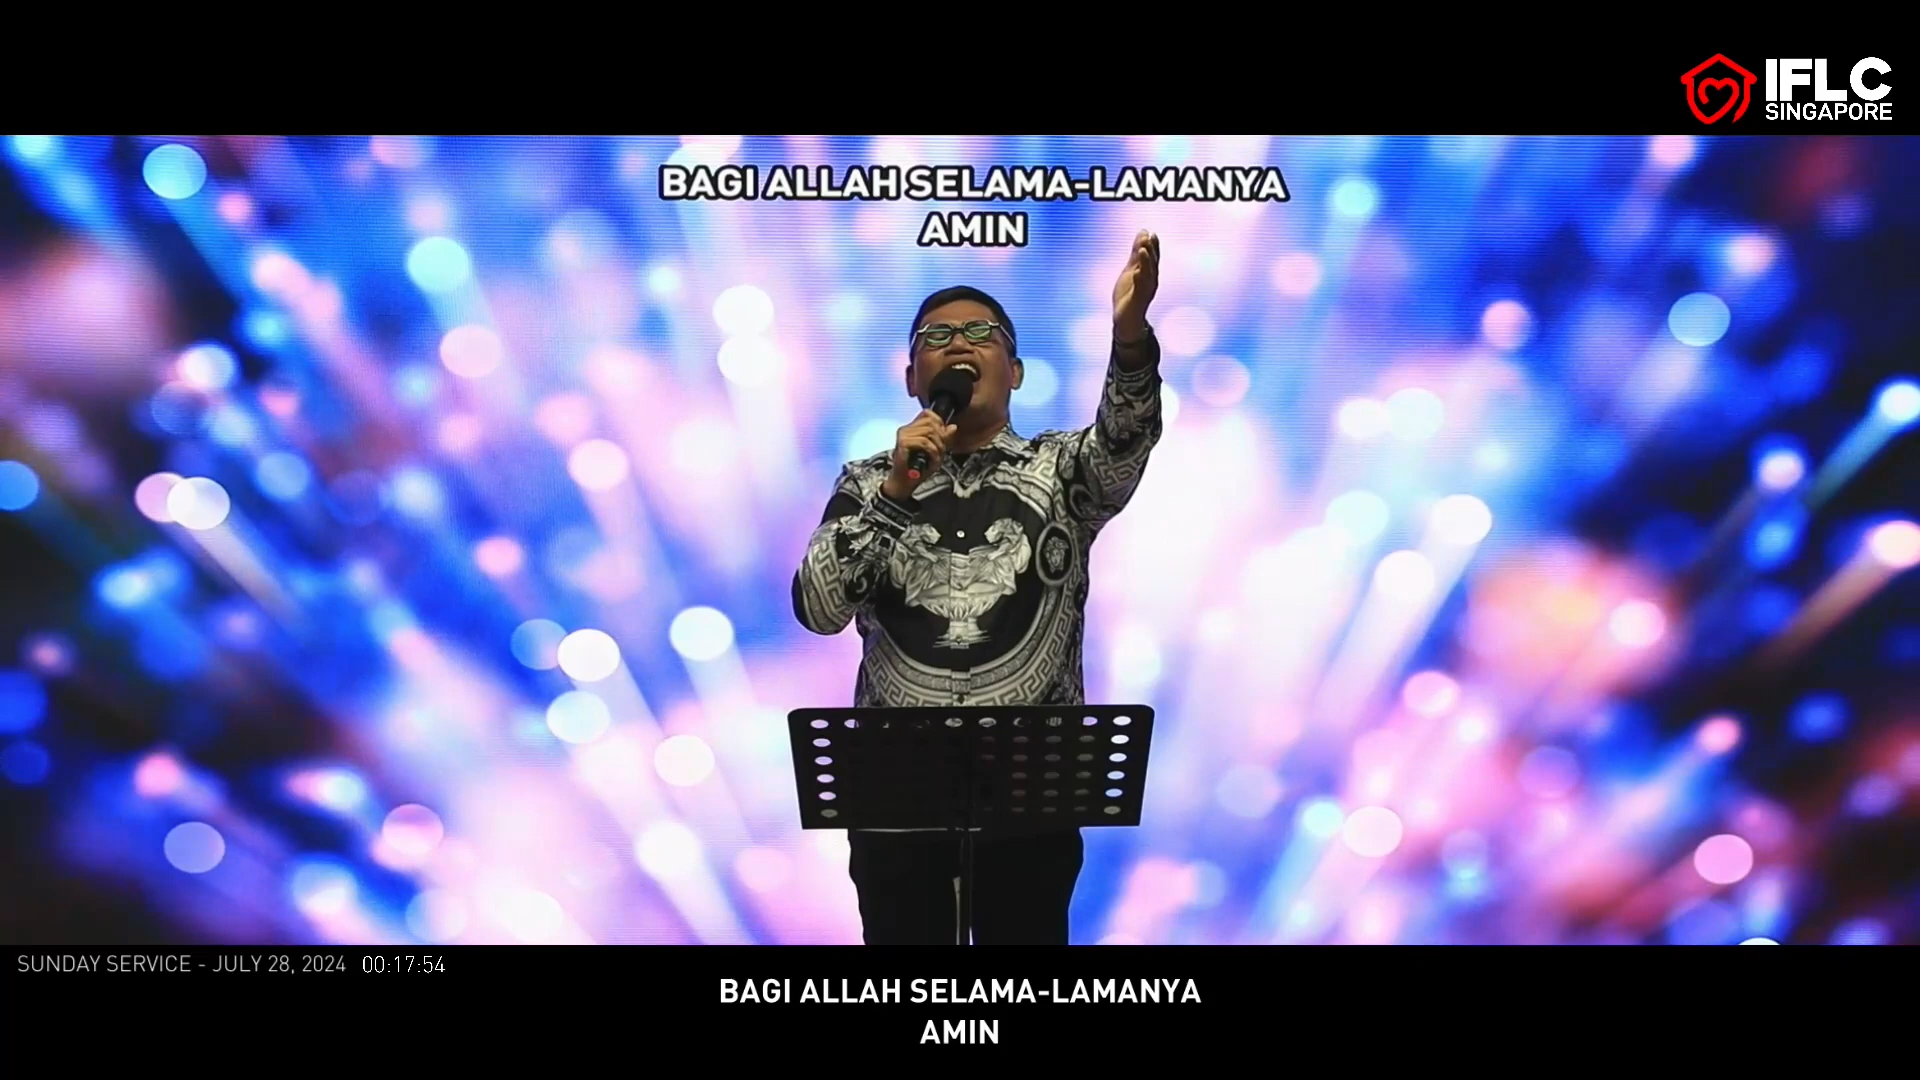 IFLC
SINGAPORE
BAGI ALLAH SELAMA-LAMANYA
AMIN
SUNDAY SERVICE - JULY 28, 2024 00:17:54
BAGI ALLAH SELAMA-LAMANYA
AMIN